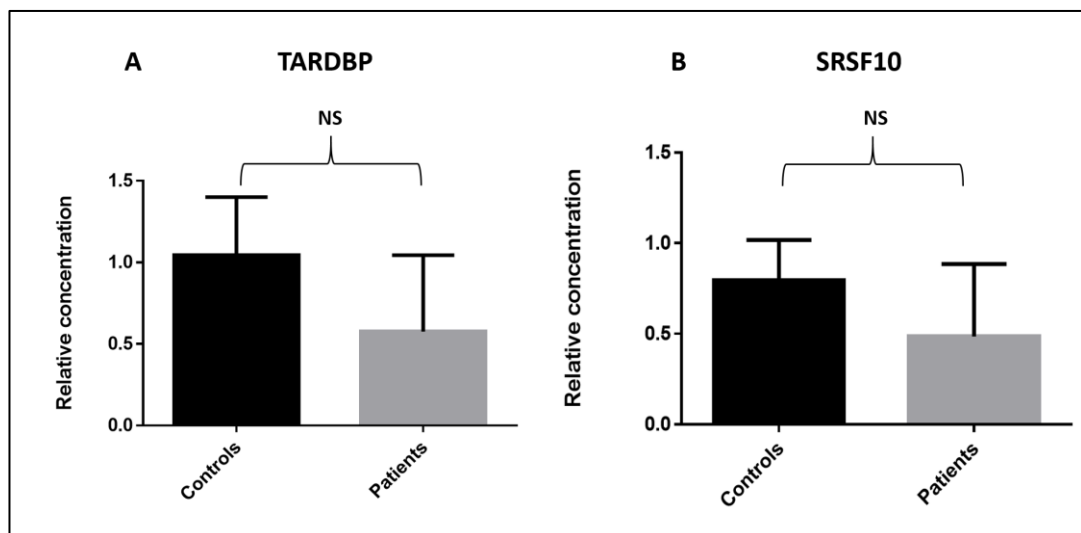 A TARDBP
NS
Relative concentration
1.5
1.0
0.5
0.0
Controls
Patients
B SRSF10
NS
Relative concentration
1.5
1.0
0.5
0.0
Controls
Patients